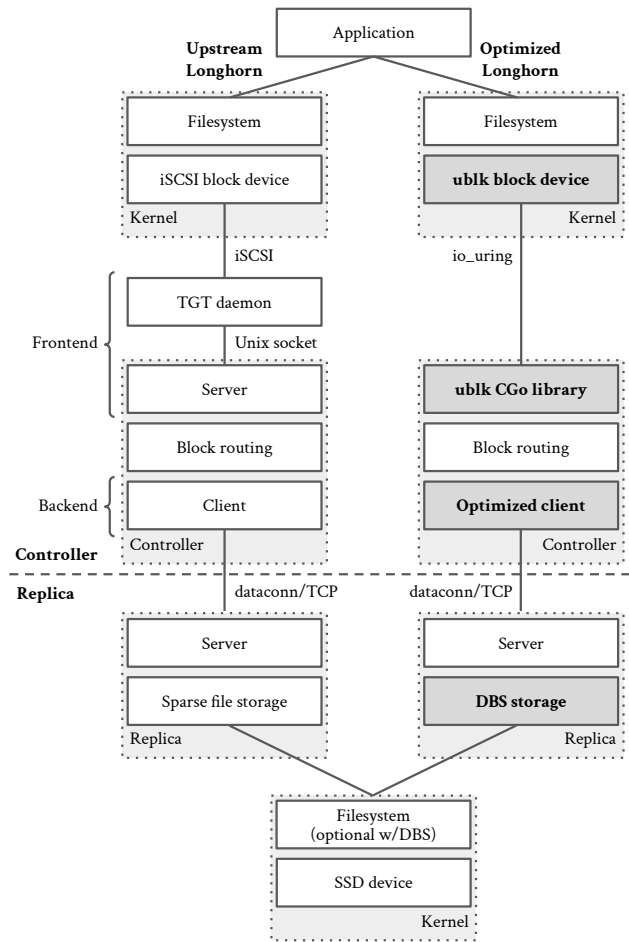 Application
Upstream
Longhorn
Optimized
Longhorn
Filesystem
Filesystem
iSCSI block device
ublk block device
Kernel
Kernel
iSCSI
io_uring
TGT daemon
Frontend
Unix socket
Server
ublk CGo library
Block routing
Block routing
Backend
Client
Optimized client
Controller
Controller
Controller
Replica
dataconn/TCP
dataconn/TCP
Server
Server
Sparse file storage
DBS storage
Replica
Replica
Filesystem
(optional w/DBS)
SSD device
Kernel